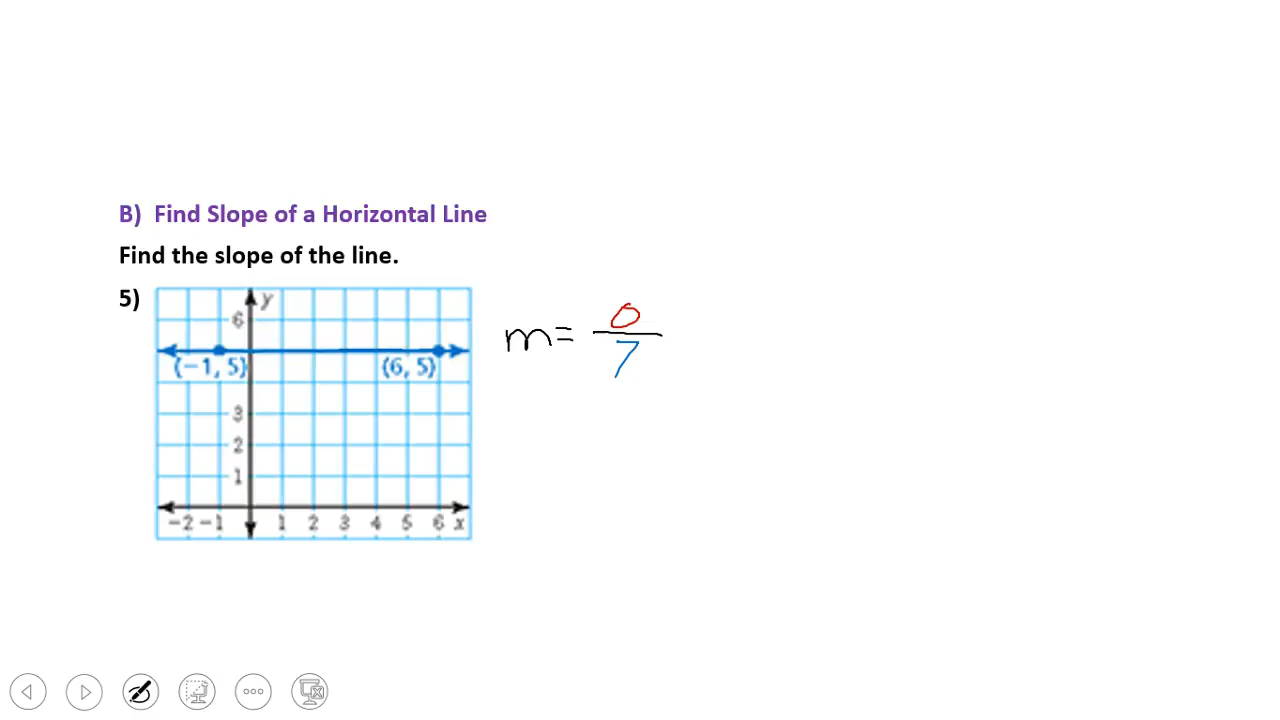 B) Find Slope of a Horizontal Line
Find the slope of the line.
5)
y
6
(−1, 5)
(6, 5)
3
2
1
−2 −1 1 2 3 4 5 6 x
m= 0
7